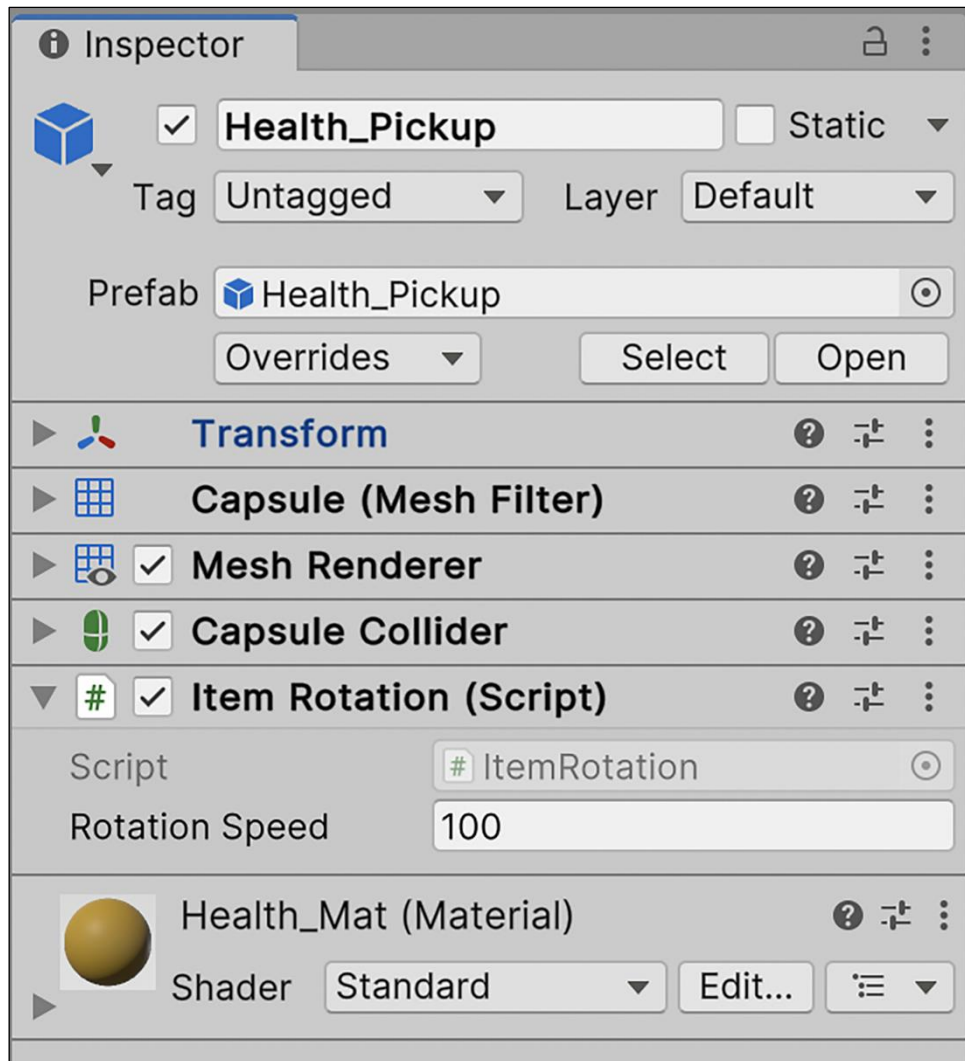 Inspector
Health_Pickup Static
Tag Untagged Layer Default
Prefab Health_Pickup
Overrides Select Open
Transform
Capsule (Mesh Filter)
Mesh Renderer
Capsule Collider
# Item Rotation (Script)
Script # ItemRotation
Rotation Speed 100
Health_Mat (Material)
Shader Standard Edit...